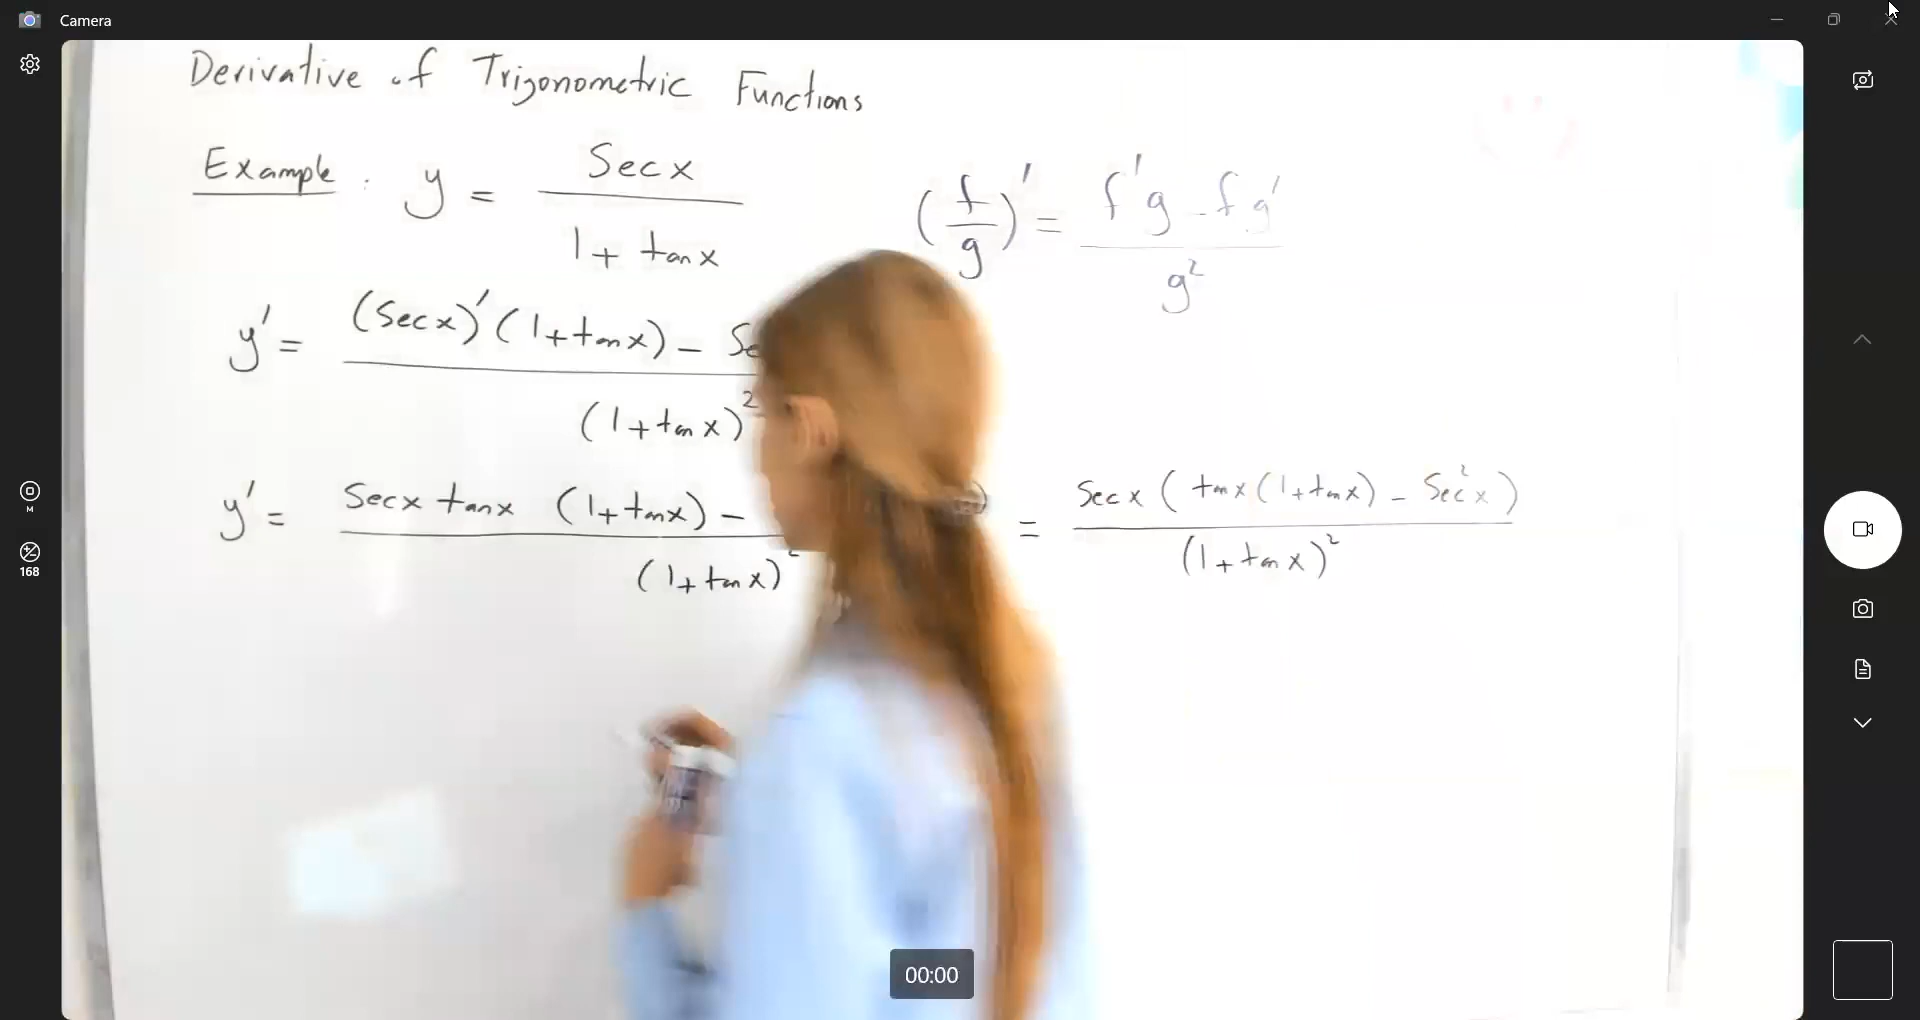 Camera
Derivative of Trigonometric Functions
Example : y = Sec x / 1 + tan x
(f/g)' = f'g - fg' / g²
y' = (Sec x)' (1 + tan x) - / (1 + tan x)²
y' = Sec x tan x (1 + tan x) - / (1 + tan x)² = Sec x ( tan x (1 + tan x) - Sec² x ) / (1 + tan x)²
M
168
00:00